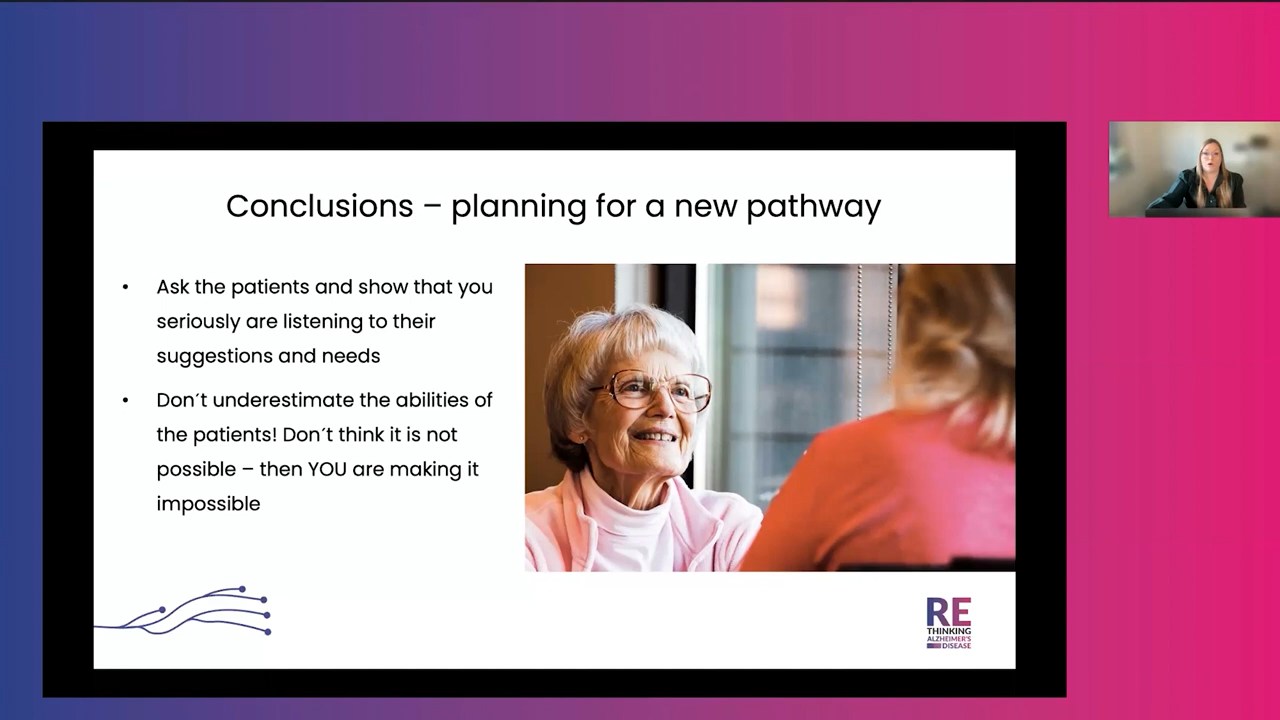 Conclusions – planning for a new pathway
• Ask the patients and show that you
seriously are listening to their
suggestions and needs
• Don´t underestimate the abilities of
the patients! Don´t think it is not
possible – then YOU are making it
impossible
RE
THINKING
ALZHEIMER'S
DISEASE